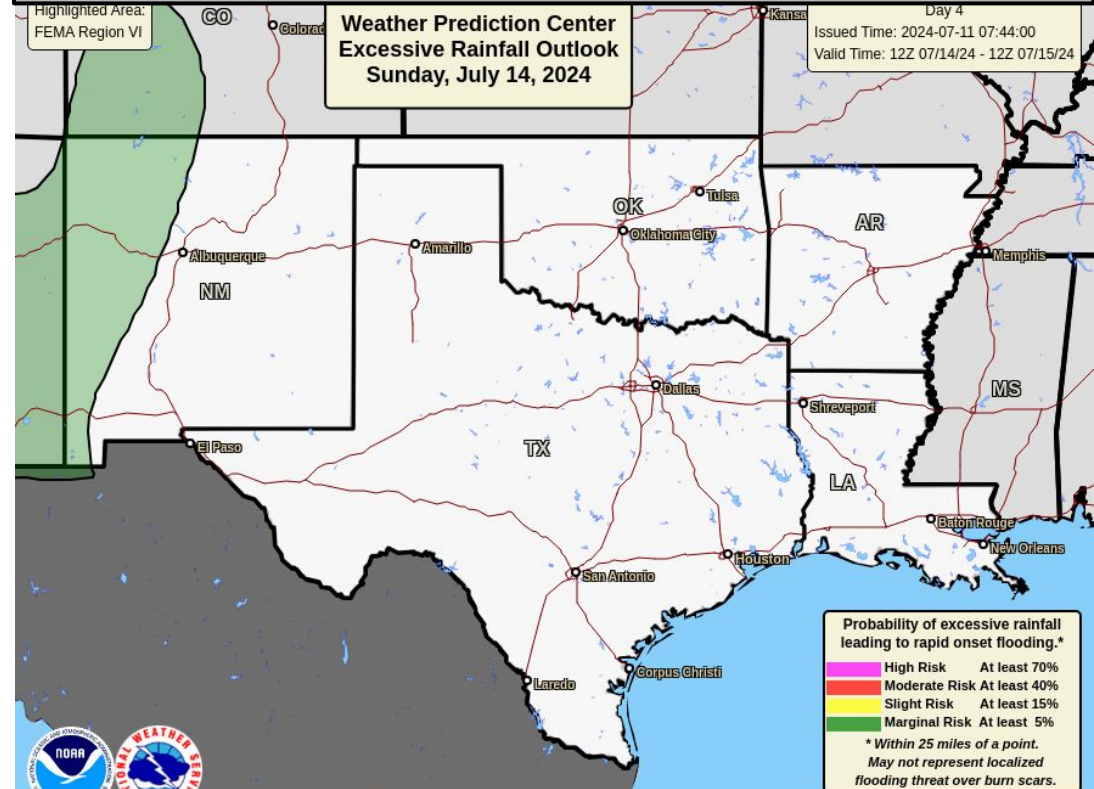 Highlighted Area:
FEMA Region VI
Weather Prediction Center
Excessive Rainfall Outlook
Sunday, July 14, 2024
Day 4
Issued Time: 2024-07-11 07:44:00
Valid Time: 12Z 07/14/24 - 12Z 07/15/24
CO
Colorad
Kansa
Tulsa
OK
Oklahoma City
AR
Albuquerque
Amarillo
Memphis
NM
Dallas
MS
Shreveport
El Paso
TX
LA
Baton Rouge
New Orleans
Houston
San Antonio
Corpus Christi
Laredo
Probability of excessive rainfall
leading to rapid onset flooding.*
High Risk At least 70%
Moderate Risk At least 40%
Slight Risk At least 15%
Marginal Risk At least 5%
* Within 25 miles of a point.
May not represent localized
flooding threat over burn scars.
NOAA
NATIONAL OCEANIC AND ATMOSPHERIC ADMINISTRATION
IONAL WEATHER SERV